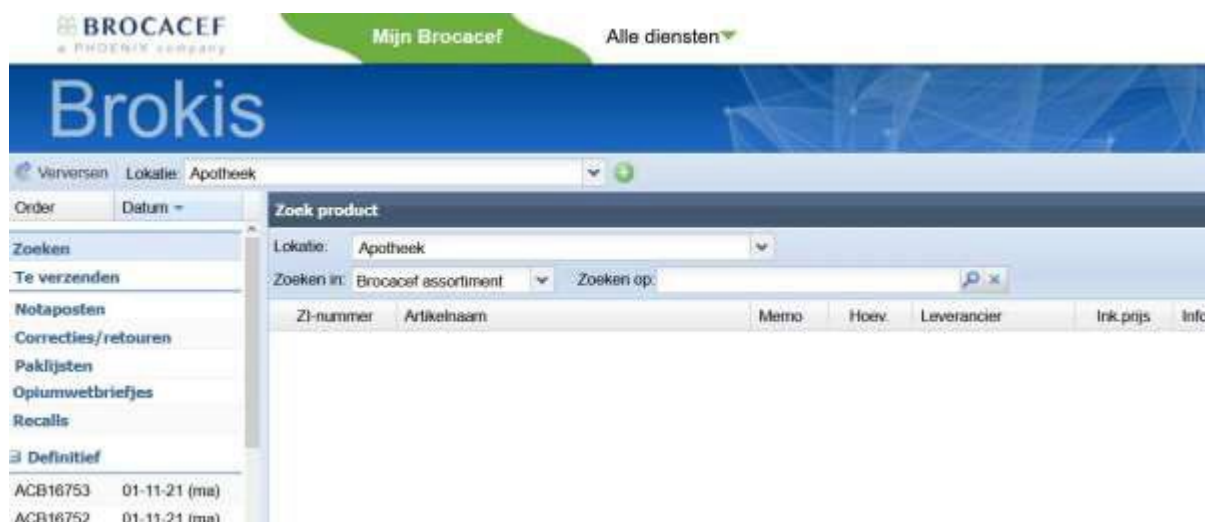 BROCACEF
a PHOENIX company
Mijn Brocacef
Alle diensten
Brokis
Verversen Lokatie: Apotheek
Order Datum
Zoek product
Zoeken
Lokatie: Apotheek
Te verzenden
Zoeken in: Brocacef assortiment Zoeken op:
Notaposten
ZI-nummer Artikelnaam Memo Hoev. Leverancier Ink.prijs Info
Correcties/retouren
Paklijsten
Opiumwetbriefjes
Recalls
Definitief
ACB16753 01-11-21 (ma)
ACB16752 01-11-21 (ma)